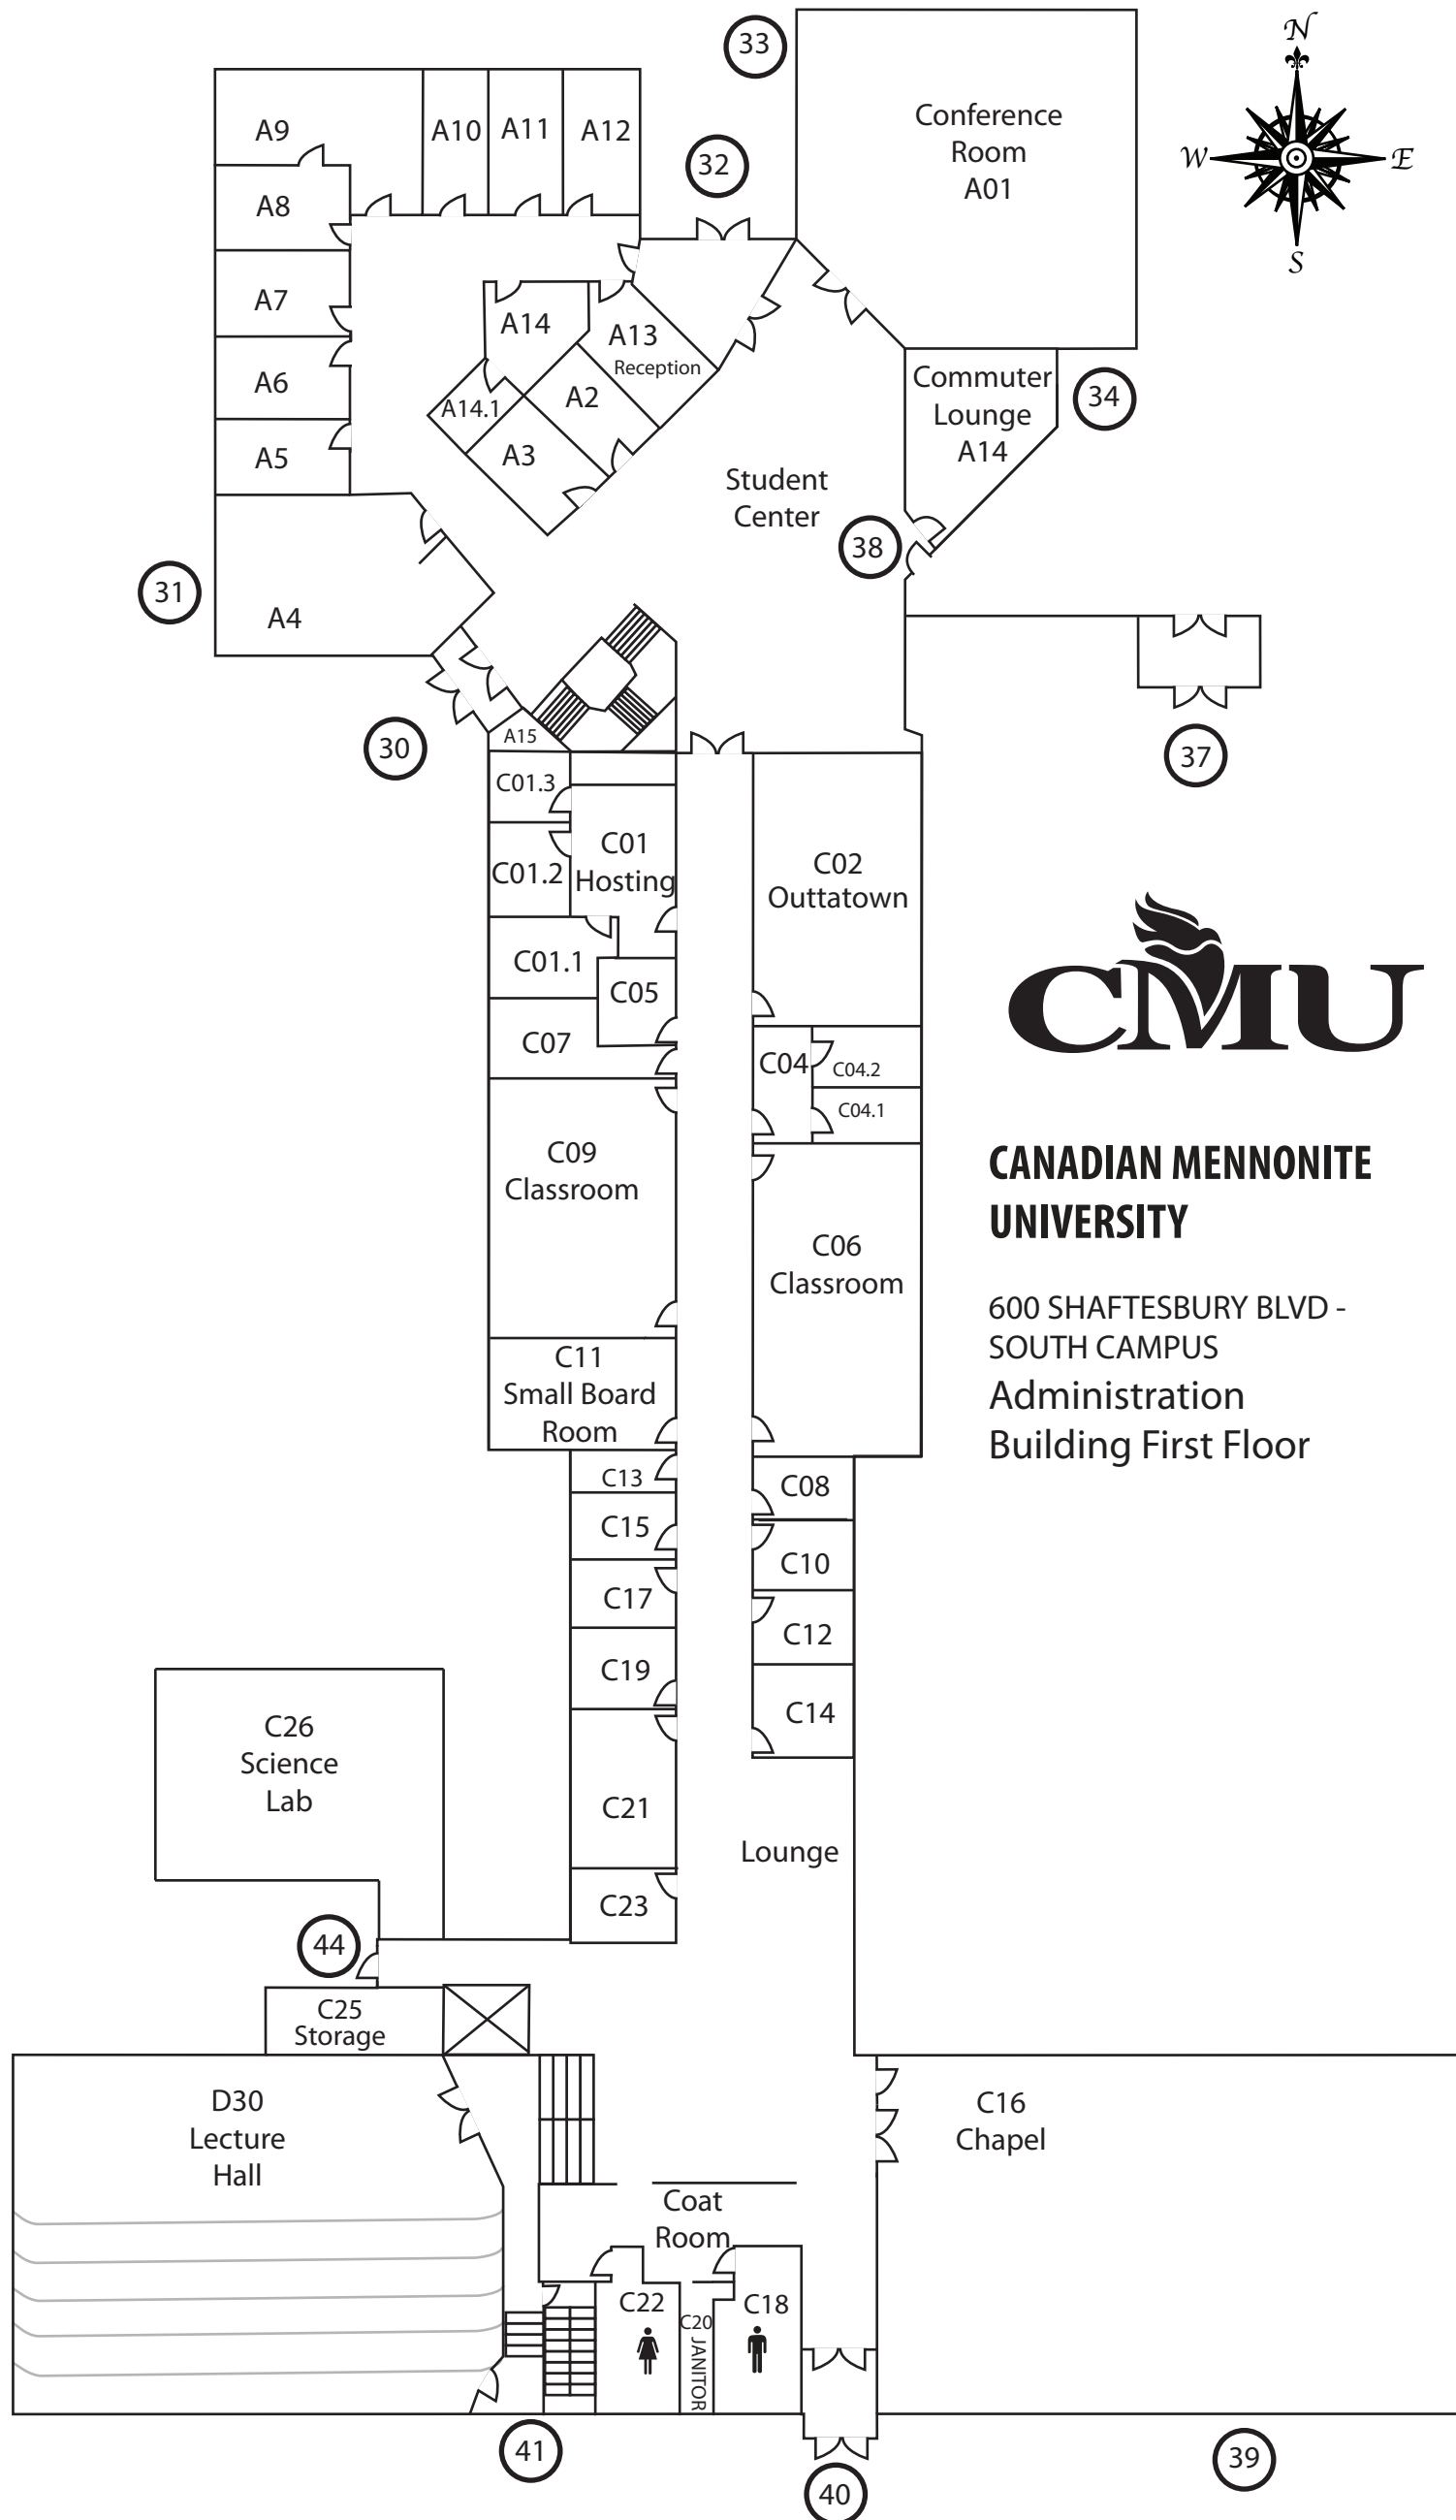 33
N
W
E
S
Conference
Room
A01
A9
A10
A11
A12
32
A8
A7
A14
A13
Reception
A6
A14.1
A2
Commuter
Lounge
A14
34
A5
A3
Student
Center
38
31
A4
30
A15
37
C01.3
C01
Hosting
C01.2
C02
Outtatown
C01.1
C05
C07
C04
C04.2
C04.1
CMU
CANADIAN MENNONITE
UNIVERSITY
C09
Classroom
C06
Classroom
600 SHAFTESBURY BLVD -
SOUTH CAMPUS
Administration
Building First Floor
C11
Small Board
Room
C13
C08
C15
C10
C17
C12
C19
C14
C26
Science
Lab
C21
Lounge
C23
44
C25
Storage
D30
Lecture
Hall
C16
Chapel
Coat
Room
C22
C20
JANITOR
C18
41
40
39